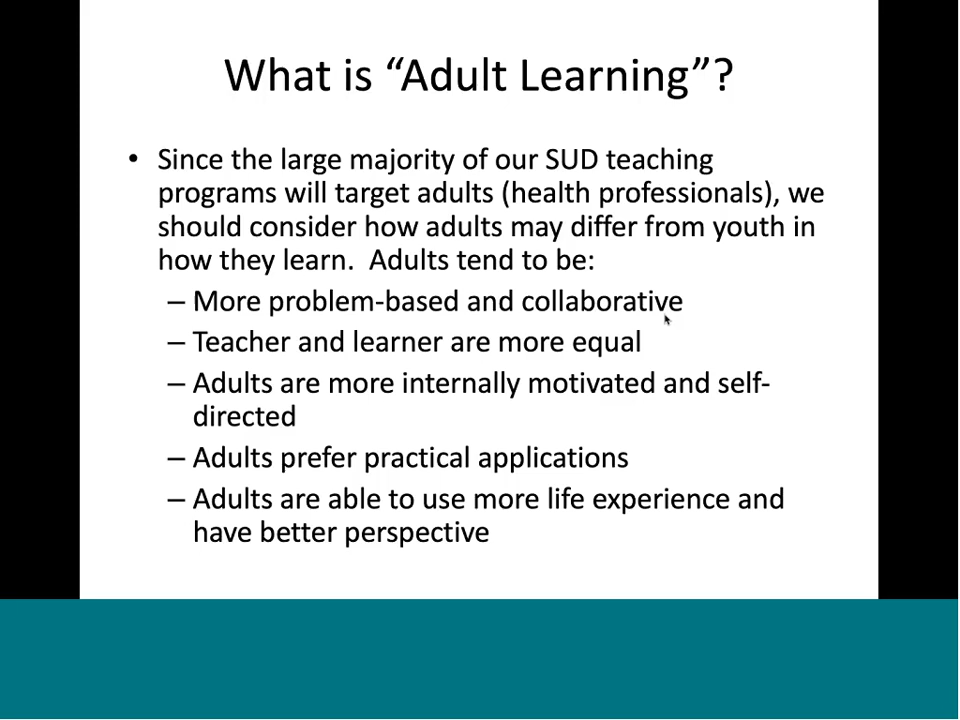 What is “Adult Learning”?
• Since the large majority of our SUD teaching
programs will target adults (health professionals), we
should consider how adults may differ from youth in
how they learn.  Adults tend to be:
– More problem-based and collaborative
– Teacher and learner are more equal
– Adults are more internally motivated and self-
directed
– Adults prefer practical applications
– Adults are able to use more life experience and
have better perspective